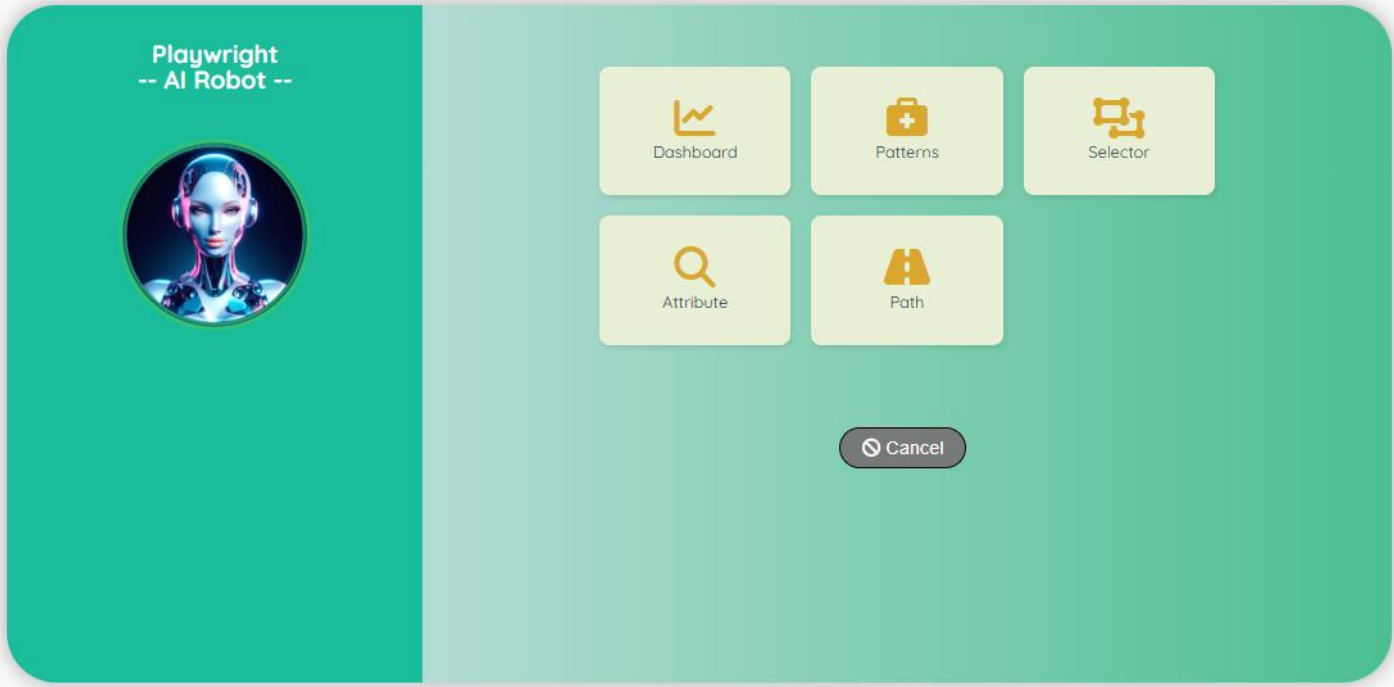 Playwright
-- AI Robot --
Dashboard
Patterns
Selector
Attribute
Path
Cancel